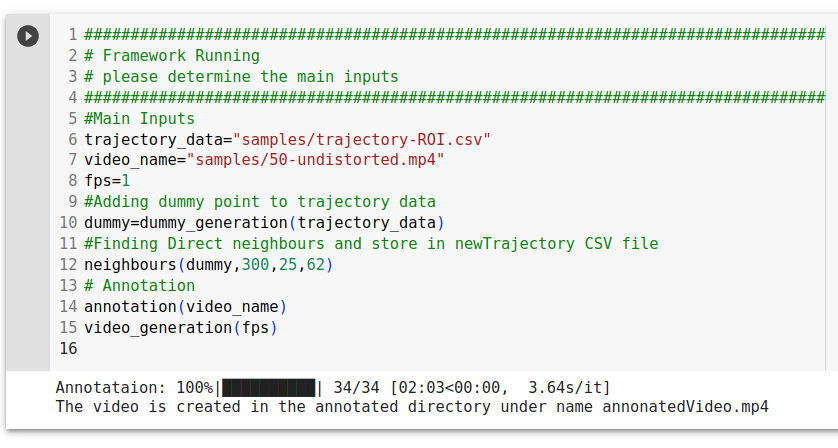 1 ################################################################################
2 # Framework Running
3 # please determine the main inputs
4 ################################################################################
5 #Main Inputs
6 trajectory_data="samples/trajectory-ROI.csv"
7 video_name="samples/50-undistorted.mp4"
8 fps=1
9 #Adding dummy point to trajectory data
10 dummy=dummy_generation(trajectory_data)
11 #Finding Direct neighbours and store in newTrajectory CSV file
12 neighbours(dummy,300,25,62)
13 # Annotation
14 annotation(video_name)
15 video_generation(fps)
16
Annotataion: 100%|██████████| 34/34 [02:03<00:00,  3.64s/it]
The video is created in the annotated directory under name annonatedVideo.mp4